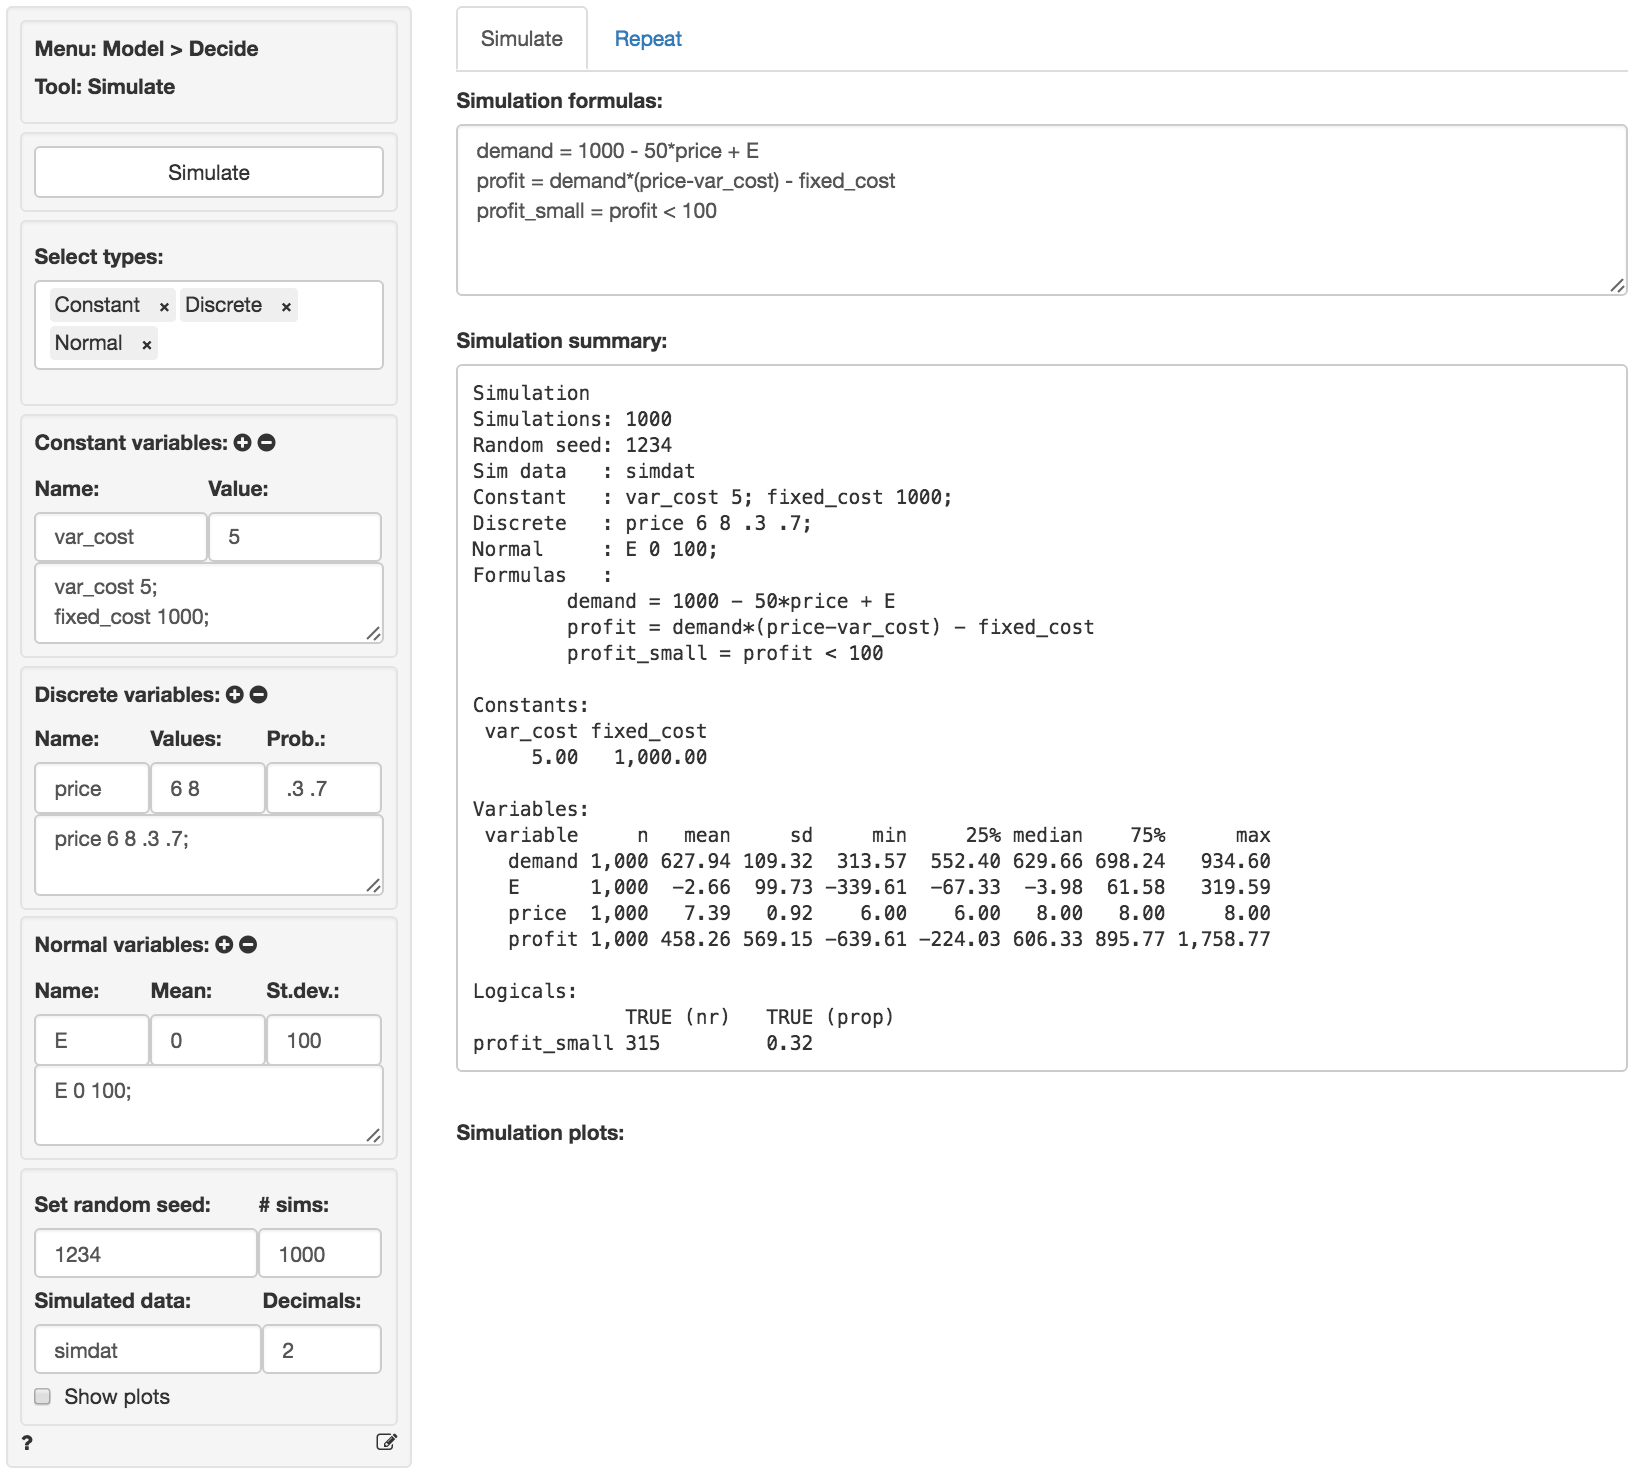 Menu: Model > Decide
Tool: Simulate
Simulate
Select types:
Constant × Discrete ×
Normal ×
Constant variables:
Name: Value:
var_cost 5
var_cost 5;
fixed_cost 1000;
Discrete variables:
Name: Values: Prob.:
price 6 8 .3 .7
price 6 8 .3 .7;
Normal variables:
Name: Mean: St.dev.:
E 0 100
E 0 100;
Set random seed: # sims:
1234 1000
Simulated data: Decimals:
simdat 2
Show plots
?
Simulate Repeat
Simulation formulas:
demand = 1000 - 50*price + E
profit = demand*(price-var_cost) - fixed_cost
profit_small = profit < 100
Simulation summary:
Simulation
Simulations: 1000
Random seed: 1234
Sim data   : simdat
Constant   : var_cost 5; fixed_cost 1000;
Discrete   : price 6 8 .3 .7;
Normal     : E 0 100;
Formulas   :
        demand = 1000 - 50*price + E
        profit = demand*(price-var_cost) - fixed_cost
        profit_small = profit < 100
Constants:
 var_cost fixed_cost
     5.00   1,000.00
Variables:
 variable     n   mean     sd     min     25% median    75%      max
   demand 1,000 627.94 109.32  313.57  552.40 629.66 698.24   934.60
   E      1,000  -2.66  99.73 -339.61  -67.33  -3.98  61.58   319.59
   price  1,000   7.39   0.92    6.00    6.00   8.00   8.00     8.00
   profit 1,000 458.26 569.15 -639.61 -224.03 606.33 895.77 1,758.77
Logicals:
             TRUE (nr)   TRUE (prop)
profit_small 315         0.32
Simulation plots: